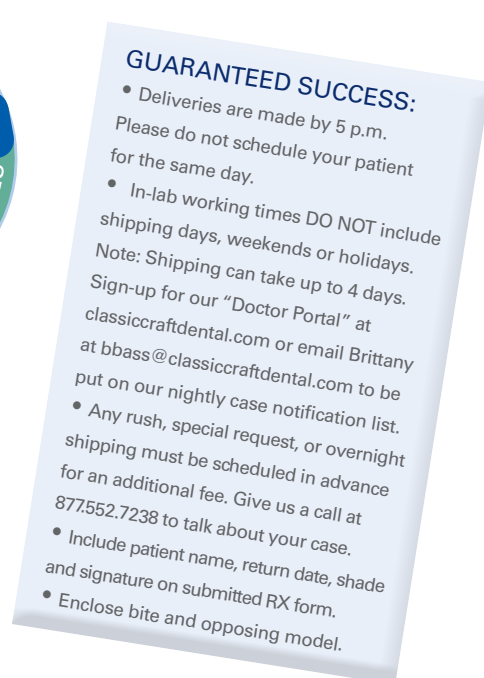 GUARANTEED SUCCESS:
• Deliveries are made by 5 p.m.
Please do not schedule your patient
for the same day.
• In-lab working times DO NOT include
shipping days, weekends or holidays.
Note: Shipping can take up to 4 days.
Sign-up for our “Doctor Portal” at
classiccraftdental.com or email Brittany
at bbass@classiccraftdental.com to be
put on our nightly case notification list.
• Any rush, special request, or overnight
shipping must be scheduled in advance
for an additional fee. Give us a call at
877.552.7238 to talk about your case.
• Include patient name, return date, shade
and signature on submitted RX form.
• Enclose bite and opposing model.